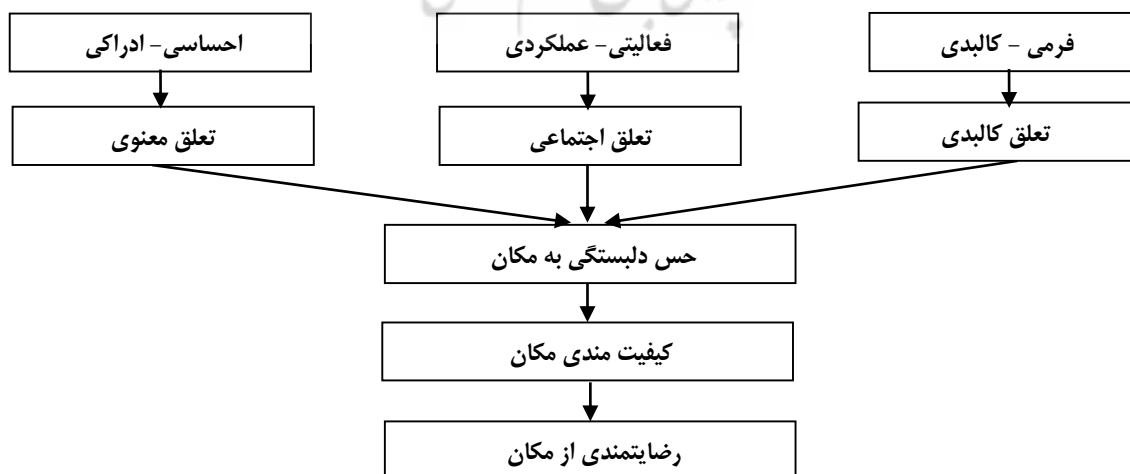 فرمی - کالبدی
فعالیتی- عملکردی
احساسی- ادراکی
تعلق کالبدی
تعلق اجتماعی
تعلق معنوی
حس دلبستگی به مکان
کیفیت مندی مکان
رضایتمندی از مکان